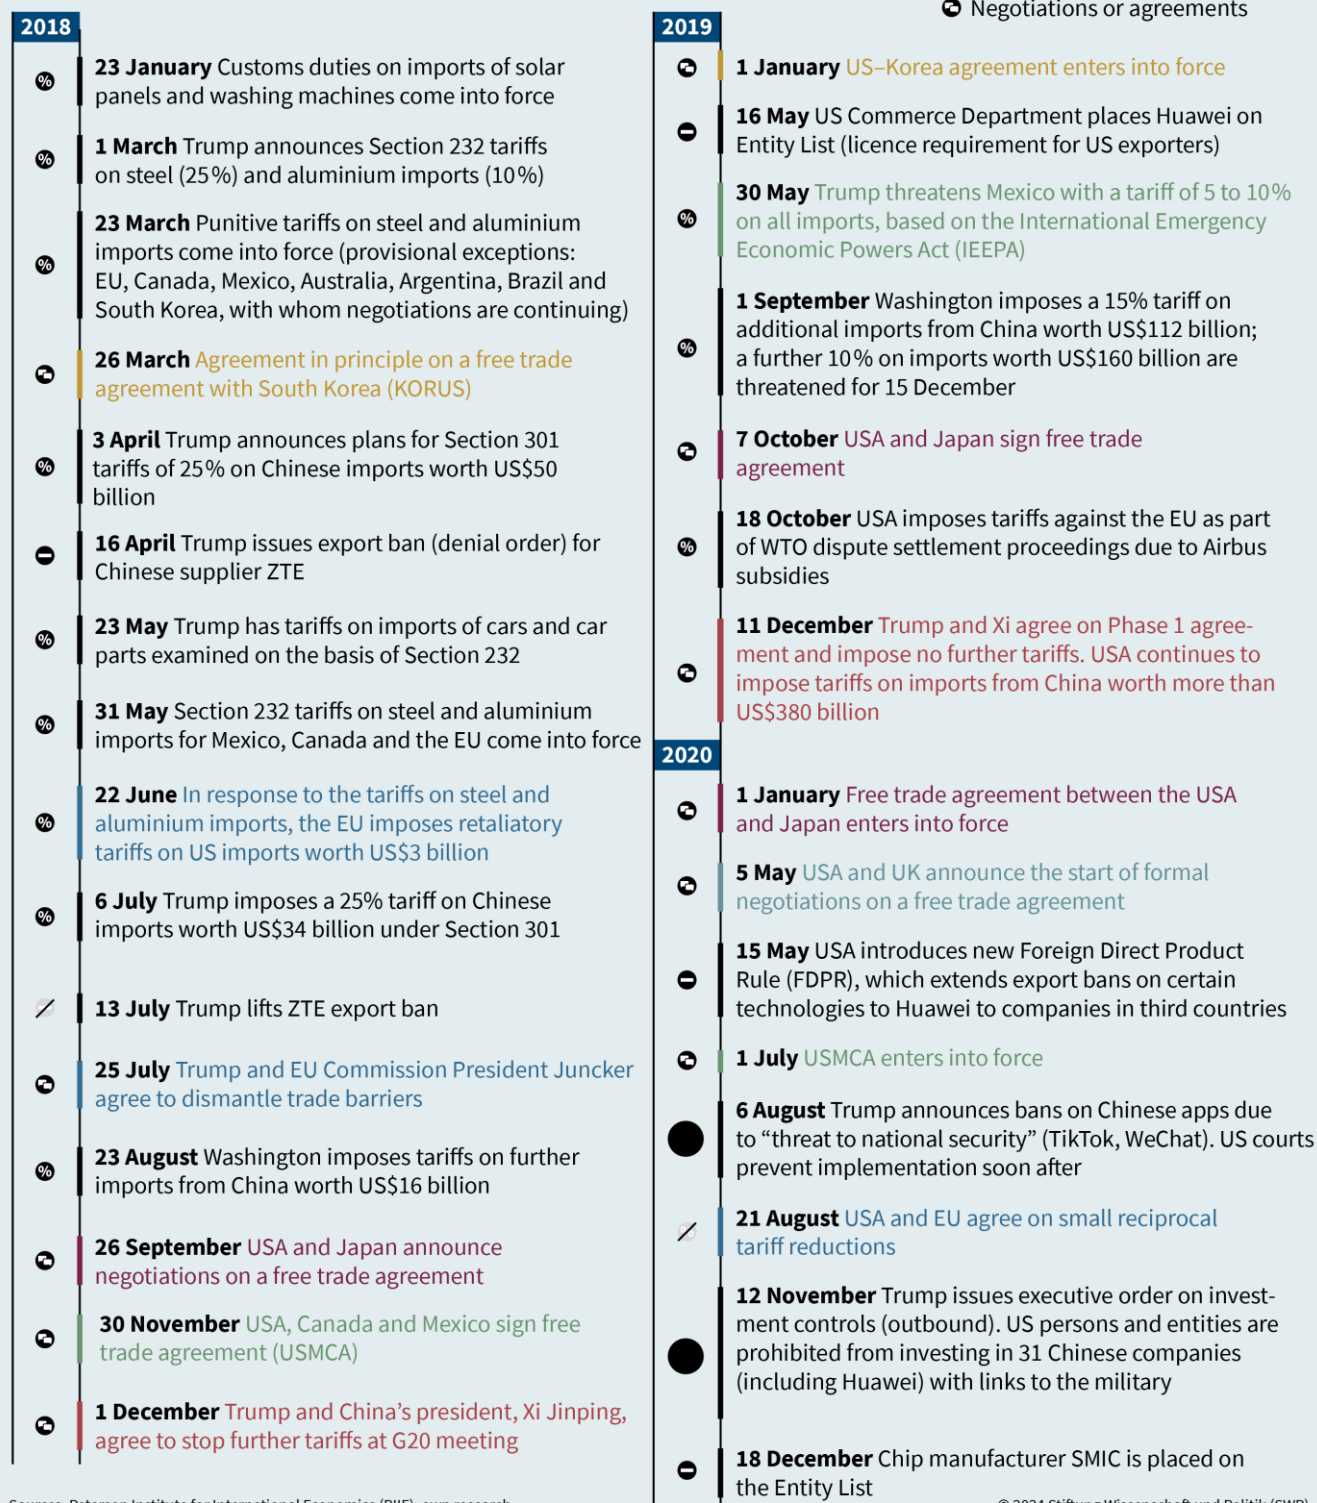 Negotiations or agreements
2018
23 January Customs duties on imports of solar
panels and washing machines come into force
1 March Trump announces Section 232 tariffs
on steel (25%) and aluminium imports (10%)
23 March Punitive tariffs on steel and aluminium
imports come into force (provisional exceptions:
EU, Canada, Mexico, Australia, Argentina, Brazil and
South Korea, with whom negotiations are continuing)
26 March Agreement in principle on a free trade
agreement with South Korea (KORUS)
3 April Trump announces plans for Section 301
tariffs of 25% on Chinese imports worth US$50
billion
16 April Trump issues export ban (denial order) for
Chinese supplier ZTE
23 May Trump has tariffs on imports of cars and car
parts examined on the basis of Section 232
31 May Section 232 tariffs on steel and aluminium
imports for Mexico, Canada and the EU come into force
22 June In response to the tariffs on steel and
aluminium imports, the EU imposes retaliatory
tariffs on US imports worth US$3 billion
6 July Trump imposes a 25% tariff on Chinese
imports worth US$34 billion under Section 301
13 July Trump lifts ZTE export ban
25 July Trump and EU Commission President Juncker
agree to dismantle trade barriers
23 August Washington imposes tariffs on further
imports from China worth US$16 billion
26 September USA and Japan announce
negotiations on a free trade agreement
30 November USA, Canada and Mexico sign free
trade agreement (USMCA)
1 December Trump and China’s president, Xi Jinping,
agree to stop further tariffs at G20 meeting
2019
1 January US–Korea agreement enters into force
16 May US Commerce Department places Huawei on
Entity List (licence requirement for US exporters)
30 May Trump threatens Mexico with a tariff of 5 to 10%
on all imports, based on the International Emergency
Economic Powers Act (IEEPA)
1 September Washington imposes a 15% tariff on
additional imports from China worth US$112 billion;
a further 10% on imports worth US$160 billion are
threatened for 15 December
7 October USA and Japan sign free trade
agreement
18 October USA imposes tariffs against the EU as part
of WTO dispute settlement proceedings due to Airbus
subsidies
11 December Trump and Xi agree on Phase 1 agree-
ment and impose no further tariffs. USA continues to
impose tariffs on imports from China worth more than
US$380 billion
2020
1 January Free trade agreement between the USA
and Japan enters into force
5 May USA and UK announce the start of formal
negotiations on a free trade agreement
15 May USA introduces new Foreign Direct Product
Rule (FDPR), which extends export bans on certain
technologies to Huawei to companies in third countries
1 July USMCA enters into force
6 August Trump announces bans on Chinese apps due
to “threat to national security” (TikTok, WeChat). US courts
prevent implementation soon after
21 August USA and EU agree on small reciprocal
tariff reductions
12 November Trump issues executive order on invest-
ment controls (outbound). US persons and entities are
prohibited from investing in 31 Chinese companies
(including Huawei) with links to the military
18 December Chip manufacturer SMIC is placed on
the Entity List
Sources: Peterson Institute for International Economics (PIIE), own research
© 2024 Stiftung Wissenschaft und Politik (SWP)